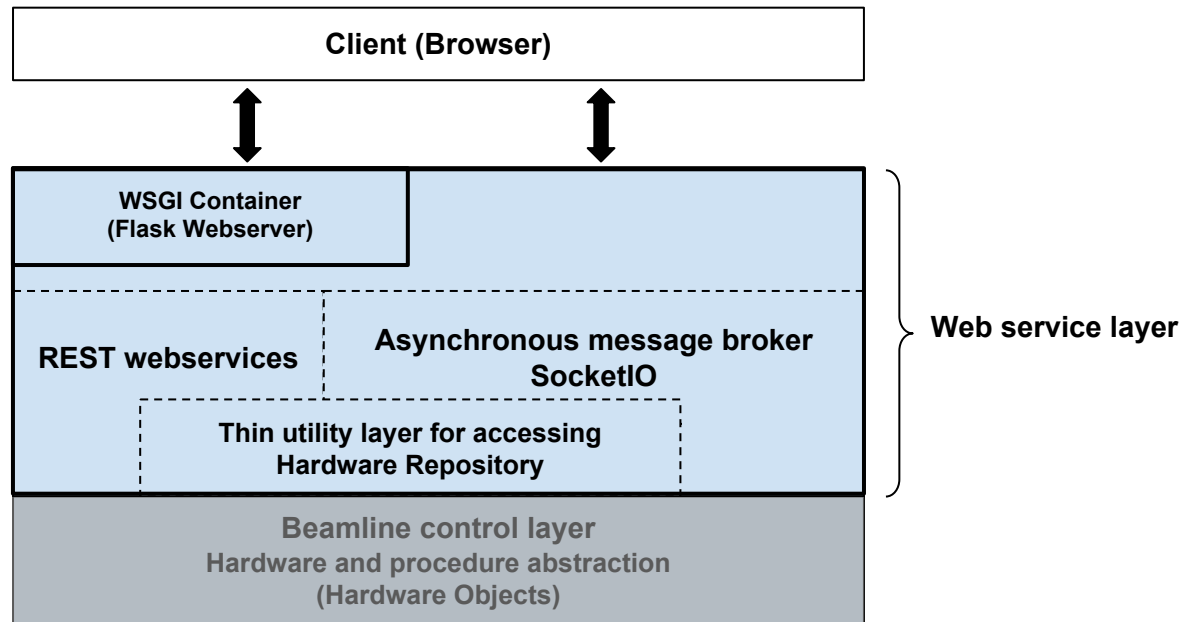 Client (Browser)
WSGI Container
(Flask Webserver)
REST webservices
Asynchronous message broker
SocketIO
Thin utility layer for accessing
Hardware Repository
Web service layer
Beamline control layer
Hardware and procedure abstraction
(Hardware Objects)